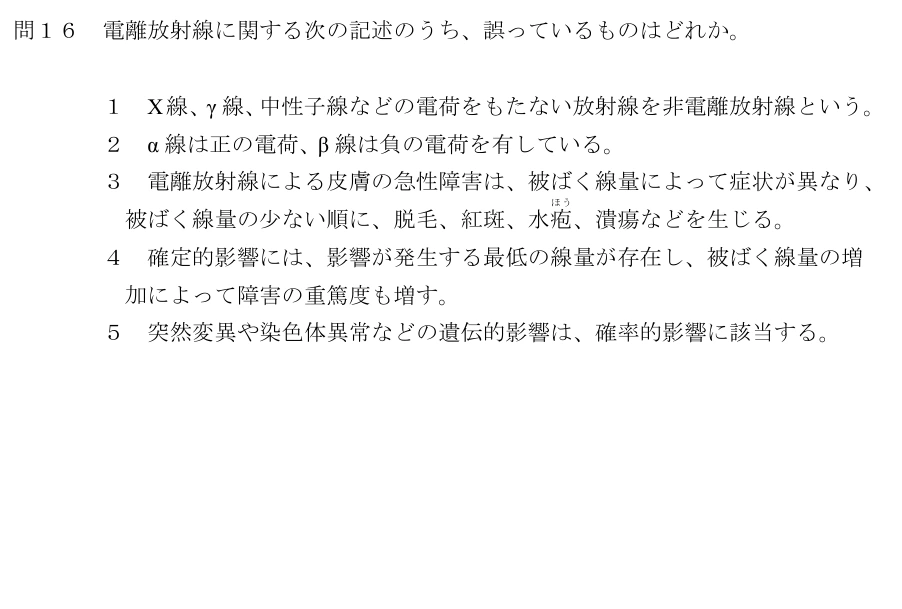 問１６　電離放射線に関する次の記述のうち、誤っているものはどれか。
１　X線、γ線、中性子線などの電荷をもたない放射線を非電離放射線という。
２　α線は正の電荷、β線は負の電荷を有している。
３　電離放射線による皮膚の急性障害は、被ばく線量によって症状が異なり、
ほう
被ばく線量の少ない順に、脱毛、紅斑、水疱、潰瘍などを生じる。
４　確定的影響には、影響が発生する最低の線量が存在し、被ばく線量の増
加によって障害の重篤度も増す。
５　突然変異や染色体異常などの遺伝的影響は、確率的影響に該当する。